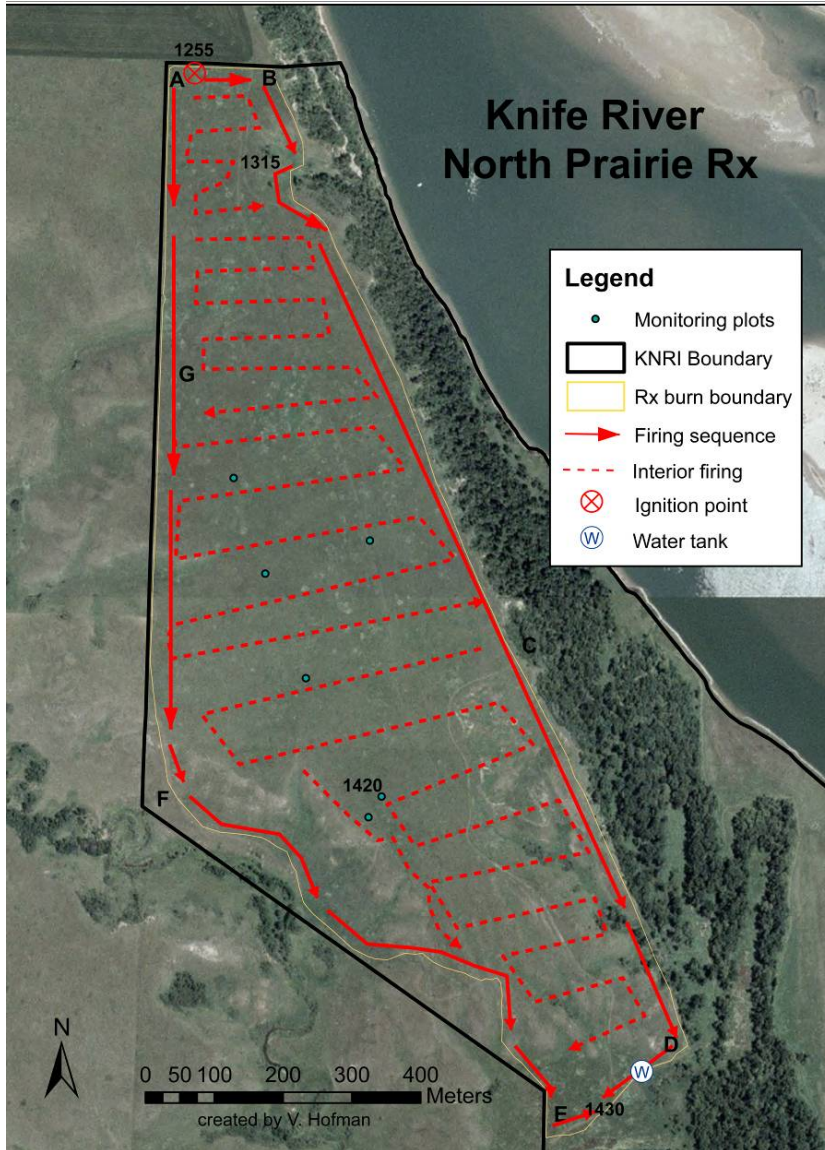 1255
A
B
Knife River
North Prairie Rx
1315
Legend
Monitoring plots
KNRI Boundary
Rx burn boundary
Firing sequence
Interior firing
Ignition point
W Water tank
G
C
1420
F
N
D
W
0 50 100 200 300 400
Meters
created by V. Hofman
E
1430